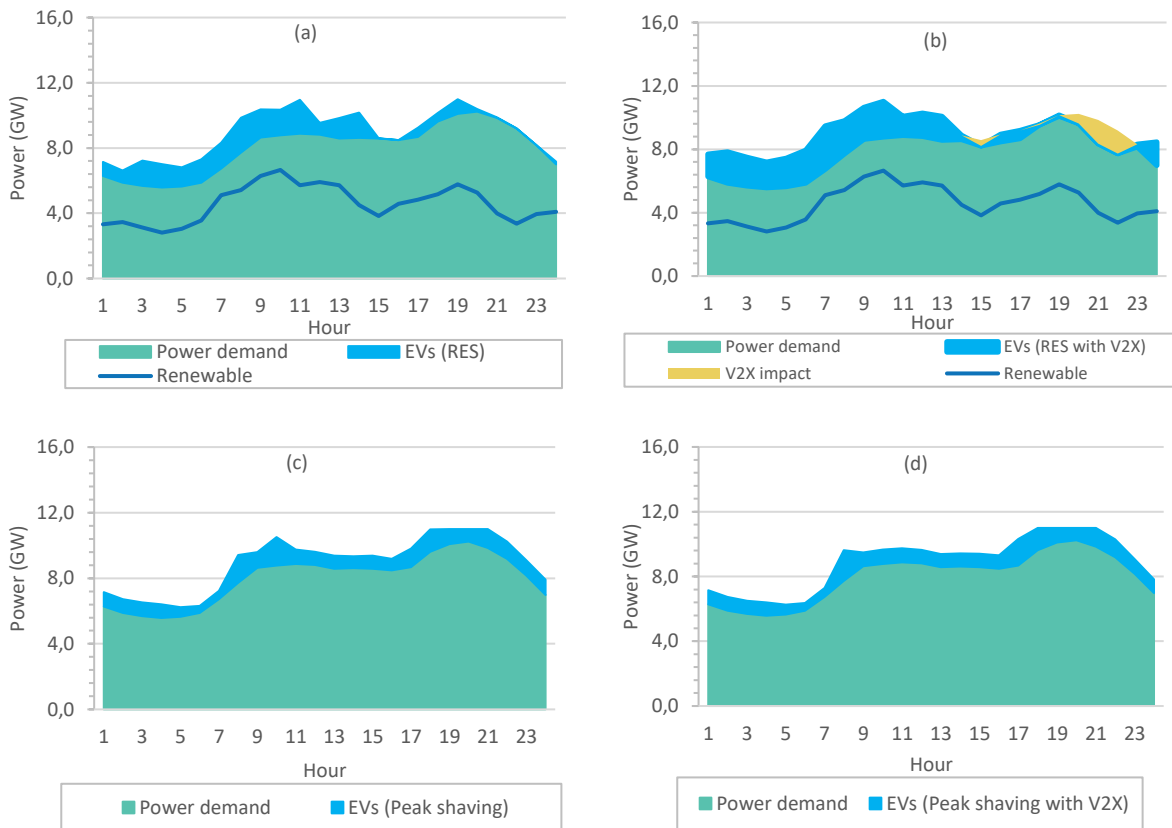 (a)
16,0
12,0
8,0
4,0
0,0
Power (GW)
1 3 5 7 9 11 13 15 17 19 21 23
Hour
Power demand EVs (RES)
Renewable
(b)
16,0
12,0
8,0
4,0
0,0
Power (GW)
1 3 5 7 9 11 13 15 17 19 21 23
Hour
Power demand EVs (RES with V2X)
V2X impact Renewable
(c)
16,0
12,0
8,0
4,0
0,0
Power (GW)
1 3 5 7 9 11 13 15 17 19 21 23
Hour
Power demand EVs (Peak shaving)
(d)
16,0
12,0
8,0
4,0
0,0
Power (GW)
1 3 5 7 9 11 13 15 17 19 21 23
Hour
Power demand EVs (Peak shaving with V2X)